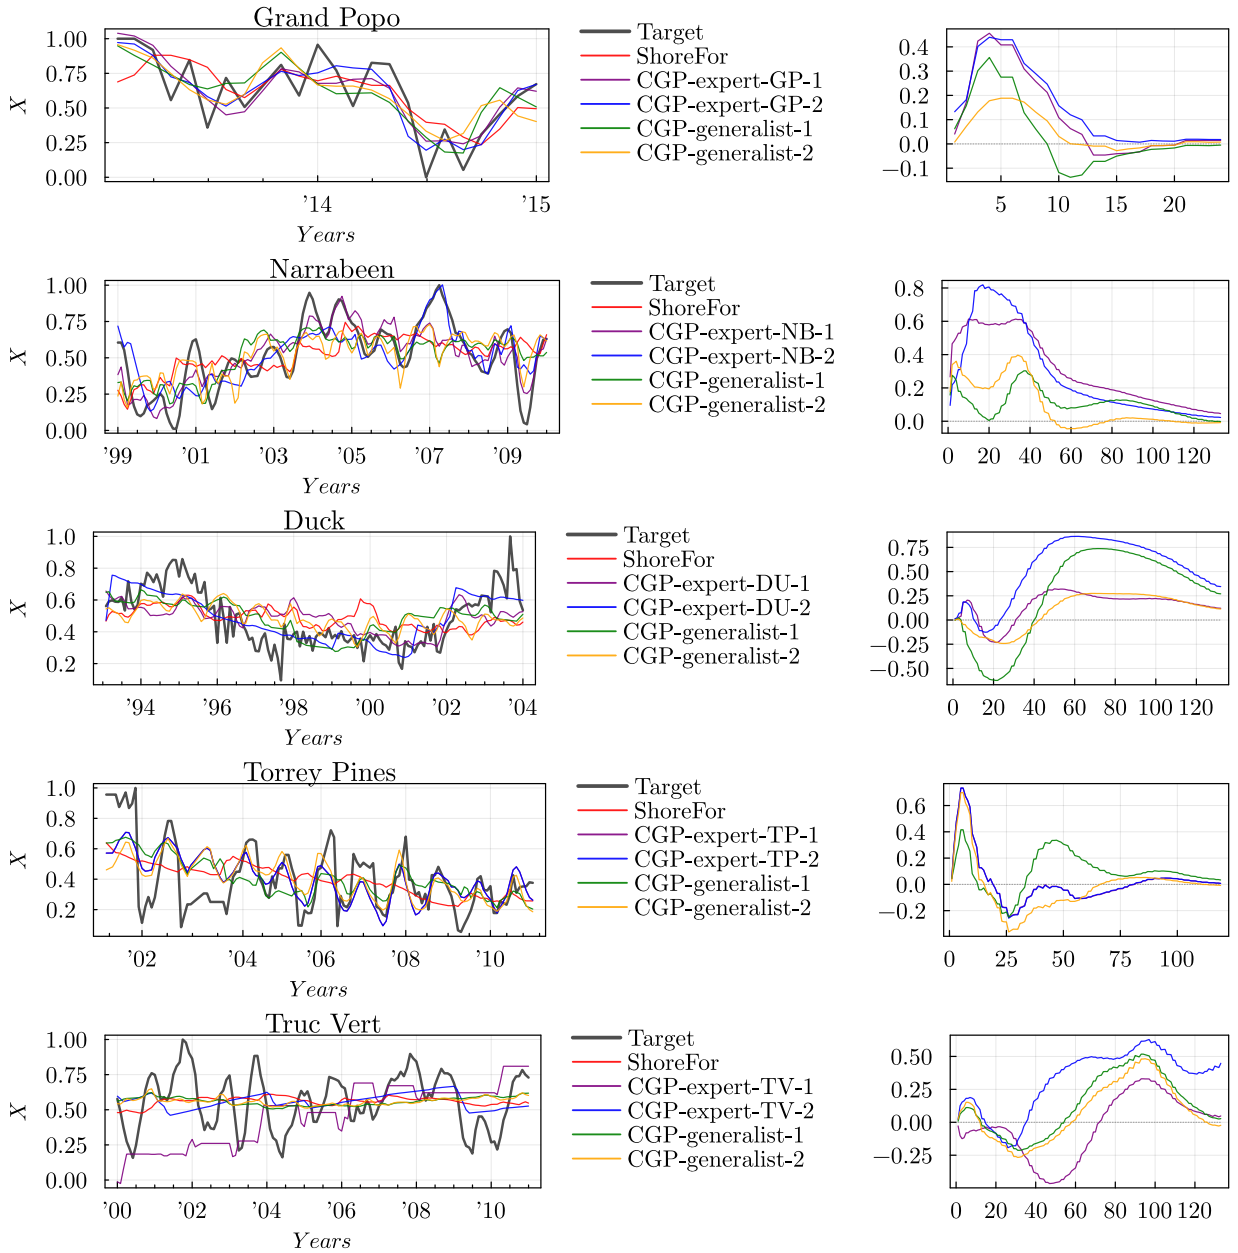 Grand Popo
1.00
0.75
0.50
0.25
0.00
X
'14
'15
Years
Target
ShoreFor
CGP-expert-GP-1
CGP-expert-GP-2
CGP-generalist-1
CGP-generalist-2
0.4
0.3
0.2
0.1
0.0
−0.1
5
10
15
20
Narrabeen
1.00
0.75
0.50
0.25
0.00
X
'99
'01
'03
'05
'07
'09
Years
Target
ShoreFor
CGP-expert-NB-1
CGP-expert-NB-2
CGP-generalist-1
CGP-generalist-2
0.8
0.6
0.4
0.2
0.0
0
20
40
60
80
100
120
Duck
1.0
0.8
0.6
0.4
0.2
X
'94
'96
'98
'00
'02
'04
Years
Target
ShoreFor
CGP-expert-DU-1
CGP-expert-DU-2
CGP-generalist-1
CGP-generalist-2
0.75
0.50
0.25
0.00
−0.25
−0.50
0
20
40
60
80
100
120
Torrey Pines
1.0
0.8
0.6
0.4
0.2
X
'02
'04
'06
'08
'10
Years
Target
ShoreFor
CGP-expert-TP-1
CGP-expert-TP-2
CGP-generalist-1
CGP-generalist-2
0.6
0.4
0.2
0.0
−0.2
0
25
50
75
100
Truc Vert
1.00
0.75
0.50
0.25
0.00
X
'00
'02
'04
'06
'08
'10
Years
Target
ShoreFor
CGP-expert-TV-1
CGP-expert-TV-2
CGP-generalist-1
CGP-generalist-2
0.50
0.25
0.00
−0.25
0
20
40
60
80
100
120